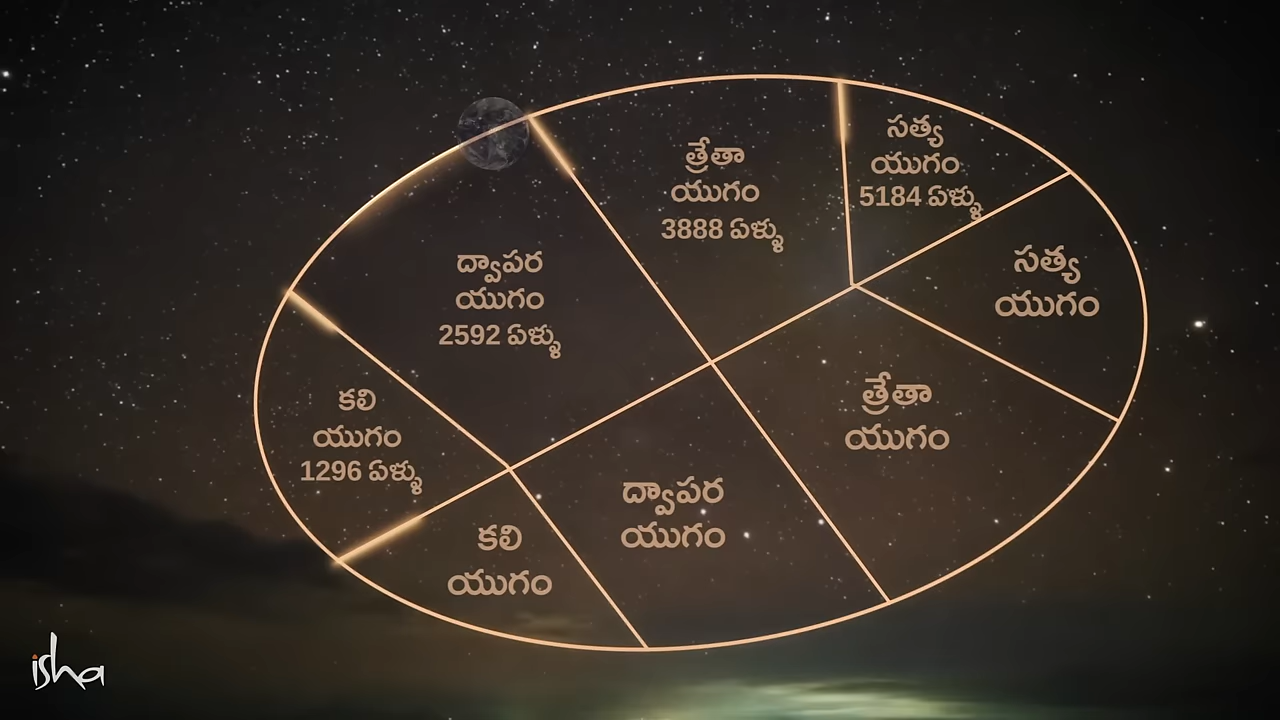 త్రేతా
యుగం
3888 ఏళ్ళు
సత్య
యుగం
5184 ఏళ్ళు
ద్వాపర
యుగం
2592 ఏళ్ళు
సత్య
యుగం
కలి
యుగం
1296 ఏళ్ళు
త్రేతా
యుగం
ద్వాపర
యుగం
కలి
యుగం
isha